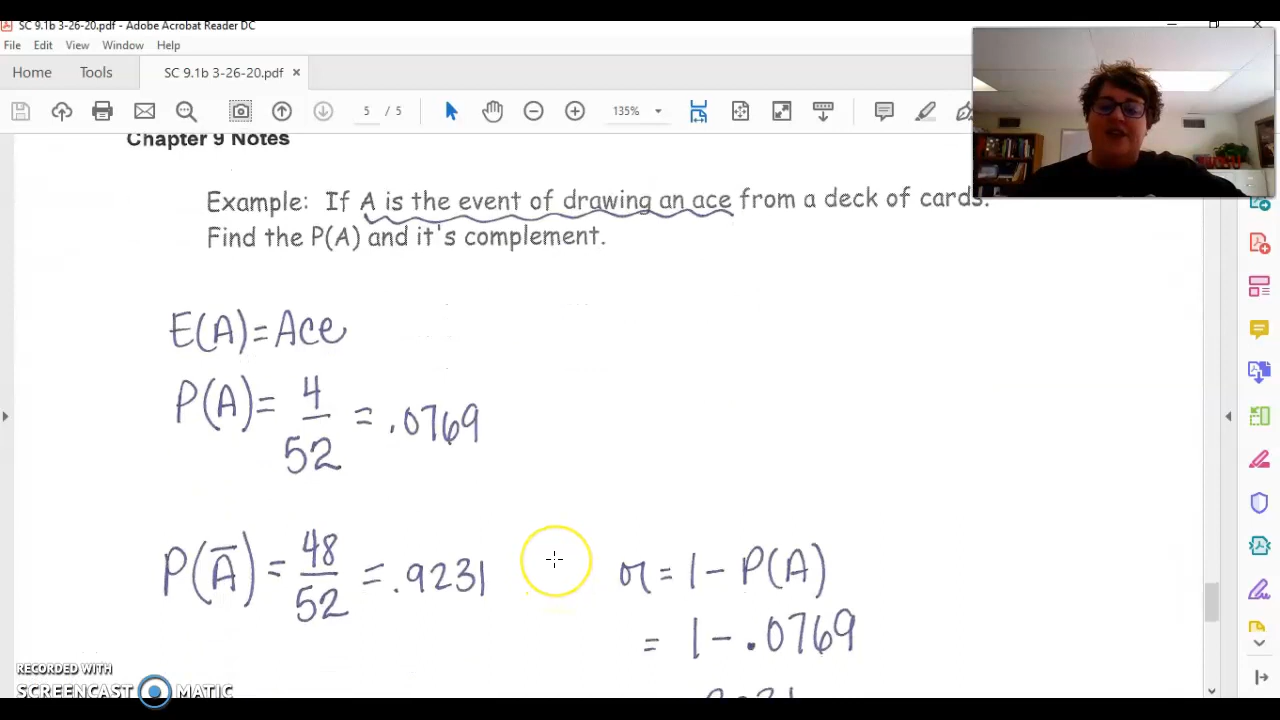 SC 9.1b 3-26-20.pdf - Adobe Acrobat Reader DC
File Edit View Window Help
Home Tools SC 9.1b 3-26-20.pdf ×
5 / 5 135%
Chapter 9 Notes
Example: If A is the event of drawing an ace from a deck of cards.
Find the P(A) and it's complement.
E(A) = Ace
P(A) = 4/52 = .0769
P(A̅) = 48/52 = .9231 or = 1 - P(A)
= 1 - .0769
RECORDED WITH
SCREENCAST MATIC